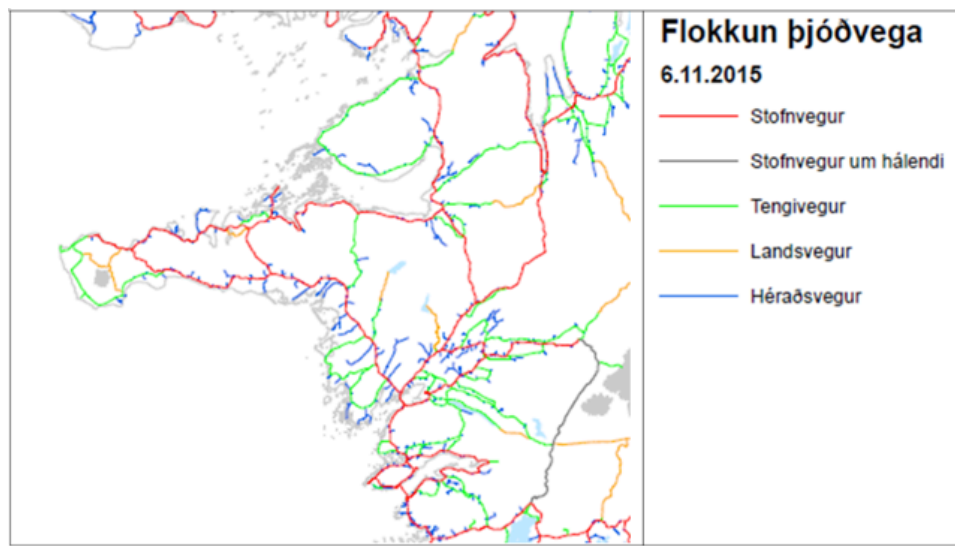 Flokkun þjóðvega
6.11.2015
Stofnvegur
Stofnvegur um hálendi
Tengivegur
Landsvegur
Héraðsvegur